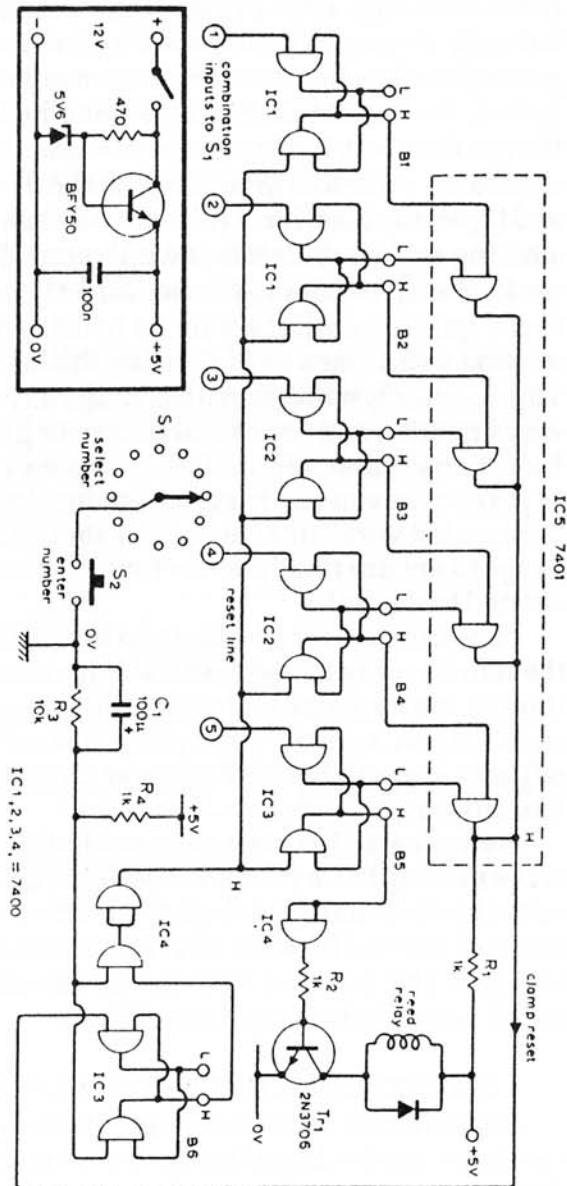 12V
+
−
470
5V6
BFY50
100n
+5V
0V
1
combination
inputs to S1
IC1
L
H
B1
2
IC1
L
H
B2
3
IC2
L
H
B3
4
IC2
L
H
B4
5
IC3
L
H
B5
IC5 7401
H
R1
1k
clamp reset
reset line
S1
select
number
S2
enter
number
0V
C1
100µ
+
R3
10k
R4
1k
+5V
IC1,2,3,4, = 7400
H
IC4
IC4
R2
1k
Tr1
2N3706
0V
reed
relay
+5V
IC3
L
H
B6